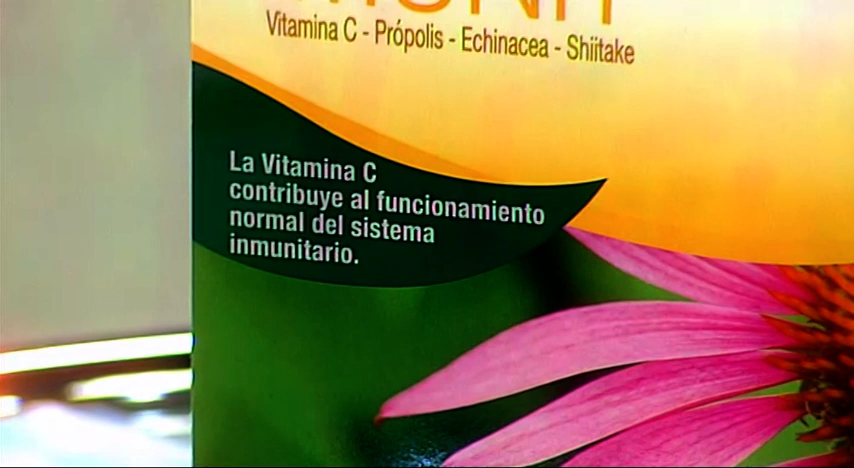 Vitamina C - Própolis - Echinacea - Shiitake
La Vitamina C
contribuye al funcionamiento
normal del sistema
inmunitario.